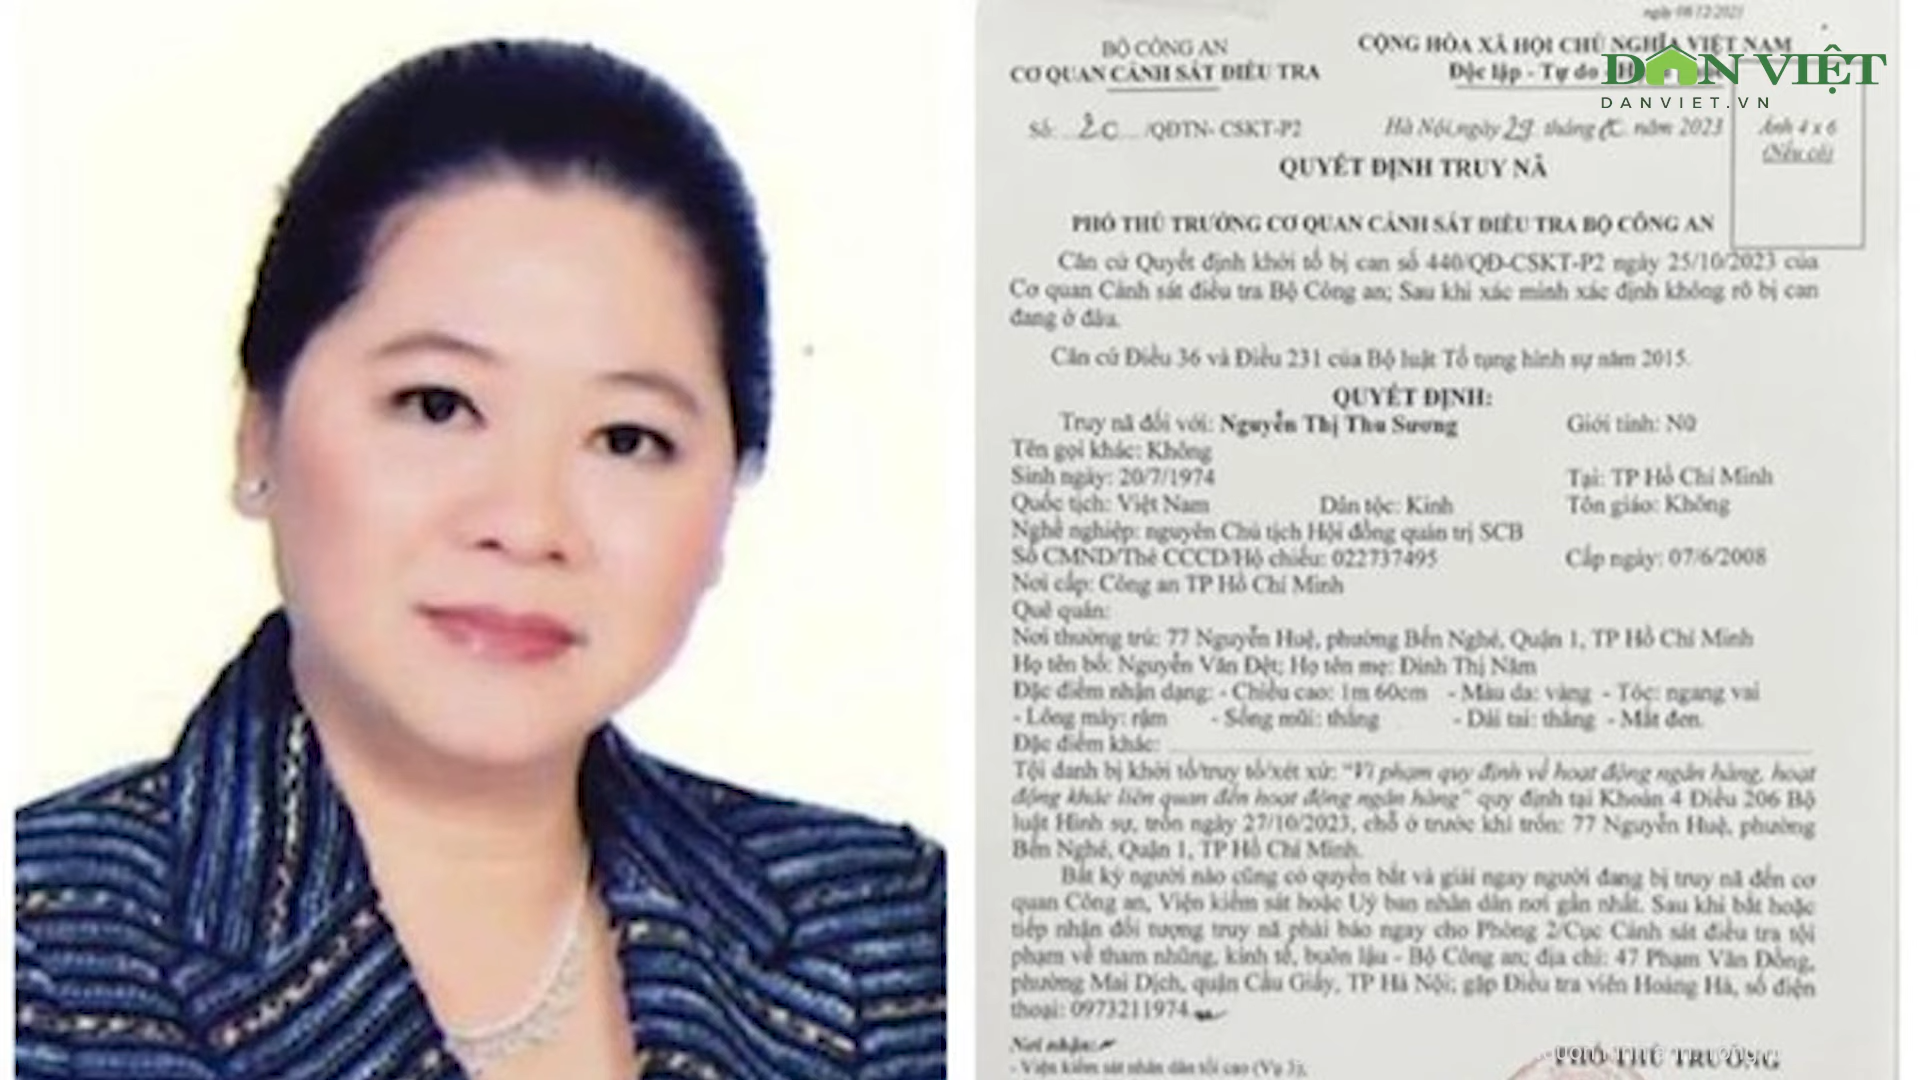 ngày 08/12/2023
BỘ CÔNG AN
CƠ QUAN CẢNH SÁT ĐIỀU TRA
CỘNG HÒA XÃ HỘI CHỦ NGHĨA VIỆT NAM
Độc lập - Tự do -
DÂN VIỆT
DANVIET.VN
Số: 20 /QĐTN- CSKT-P2
Hà Nội, ngày 29 tháng năm 2023
Ảnh 4 x 6
(Nếu có)
QUYẾT ĐỊNH TRUY NÃ
PHÓ THỦ TRƯỞNG CƠ QUAN CẢNH SÁT ĐIỀU TRA BỘ CÔNG AN
Căn cứ Quyết định khởi tố bị can số 440/QĐ-CSKT-P2 ngày 25/10/2023 của
Cơ quan Cảnh sát điều tra Bộ Công an; Sau khi xác minh xác định không rõ bị can
đang ở đâu.
Căn cứ Điều 36 và Điều 231 của Bộ luật Tố tụng hình sự năm 2015.
QUYẾT ĐỊNH:
Truy nã đối với: Nguyễn Thị Thu Sương Giới tính: Nữ
Tên gọi khác: Không
Sinh ngày: 20/7/1974 Tại: TP Hồ Chí Minh
Quốc tịch: Việt Nam Dân tộc: Kinh Tôn giáo: Không
Nghề nghiệp: nguyên Chủ tịch Hội đồng quản trị SCB
Số CMND/Thẻ CCCD/Hộ chiếu: 022737495 Cấp ngày: 07/6/2008
Nơi cấp: Công an TP Hồ Chí Minh
Quê quán:
Nơi thường trú: 77 Nguyễn Huệ, phường Bến Nghé, Quận 1, TP Hồ Chí Minh
Họ tên bố: Nguyễn Văn Đệt; Họ tên mẹ: Đinh Thị Năm
Đặc điểm nhận dạng: - Chiều cao: 1m 60cm - Màu da: vàng - Tóc: ngang vai
- Lông mày: rậm - Sống mũi: thẳng - Dái tai: thẳng - Mắt đen.
Đặc điểm khác:
Tội danh bị khởi tố/truy tố/xét xử: "Vi phạm quy định về hoạt động ngân hàng, hoạt
động khác liên quan đến hoạt động ngân hàng" quy định tại Khoản 4 Điều 206 Bộ
luật Hình sự, trốn ngày 27/10/2023, chỗ ở trước khi trốn: 77 Nguyễn Huệ, phường
Bến Nghé, Quận 1, TP Hồ Chí Minh.
Bất kỳ người nào cũng có quyền bắt và giải ngay người đang bị truy nã đến cơ
quan Công an, Viện kiểm sát hoặc Uỷ ban nhân dân nơi gần nhất. Sau khi bắt hoặc
tiếp nhận đối tượng truy nã phải báo ngay cho Phòng 2/Cục Cảnh sát điều tra tội
phạm về tham nhũng, kinh tế, buôn lậu - Bộ Công an; địa chỉ: 47 Phạm Văn Đồng,
phường Mai Dịch, quận Cầu Giấy, TP Hà Nội; gặp Điều tra viên Hoàng Hà, số điện
thoại: 0973211974
Nơi nhận:
- Viện kiểm sát nhân dân tối cao (Vụ 3);
PHÓ THỦ TRƯỞNG